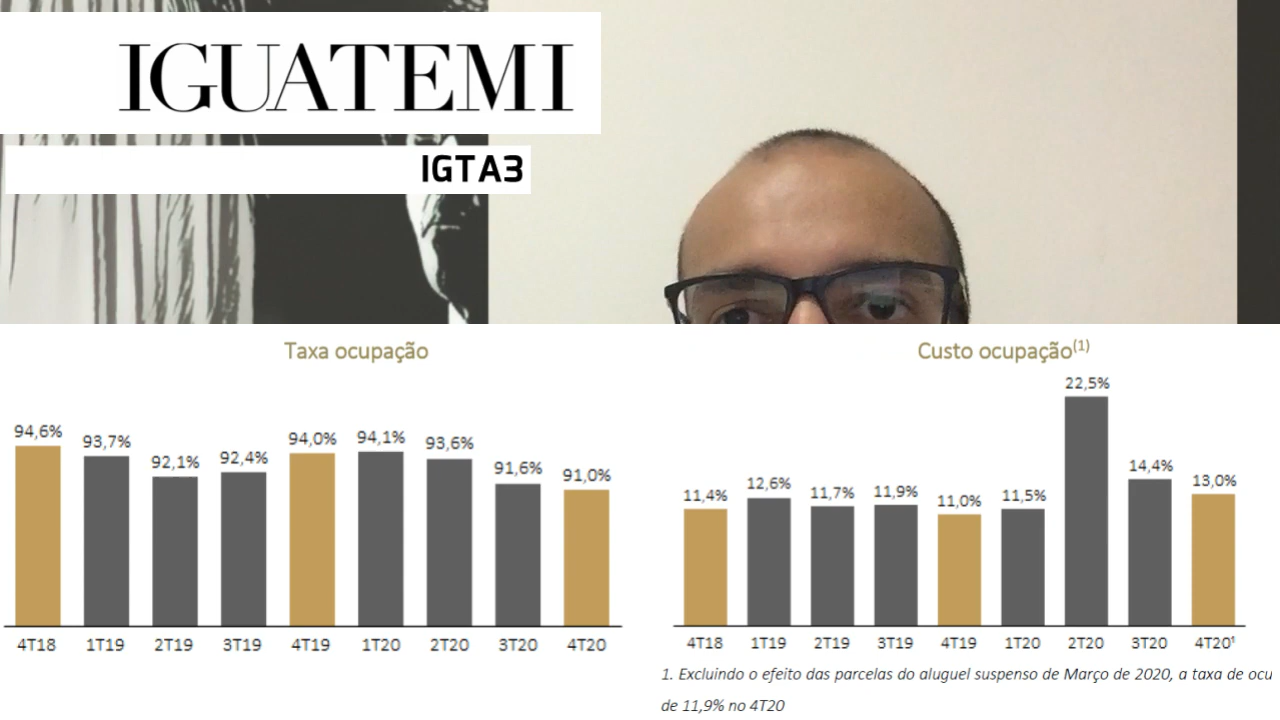 IGUATEMI
IGTA3
Taxa ocupação
94,6% 93,7% 92,1% 92,4% 94,0% 94,1% 93,6% 91,6% 91,0%
4T18 1T19 2T19 3T19 4T19 1T20 2T20 3T20 4T20
Custo ocupação(1)
11,4% 12,6% 11,7% 11,9% 11,0% 11,5% 22,5% 14,4% 13,0%
4T18 1T19 2T19 3T19 4T19 1T20 2T20 3T20 4T20¹
1. Excluindo o efeito das parcelas do aluguel suspenso de Março de 2020, a taxa de ocu
de 11,9% no 4T20